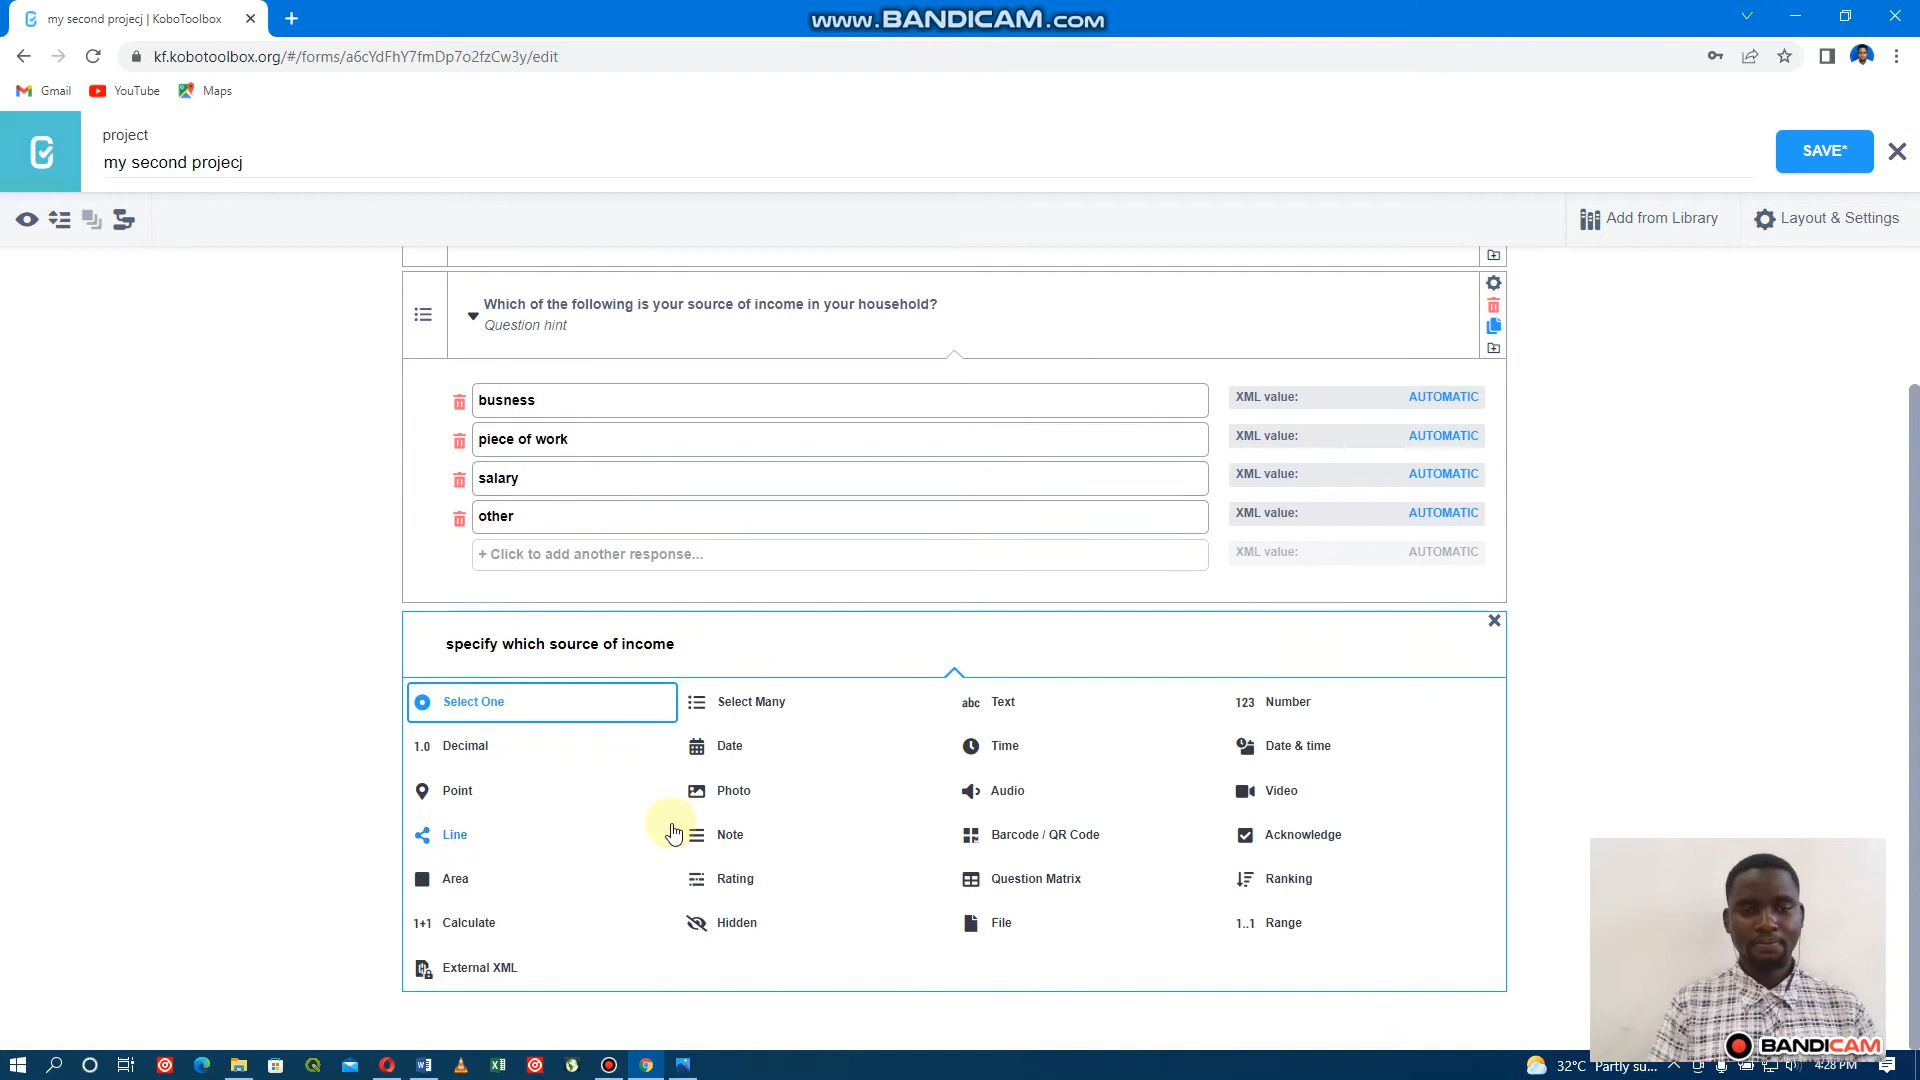 my second projecj | KoboToolbox
www.BANDICAM.com
kf.kobotoolbox.org/#/forms/a6cYdFhY7fmDp7o2fzCw3y/edit
Gmail
YouTube
Maps
project
my second projecj
SAVE*
Add from Library
Layout & Settings
Which of the following is your source of income in your household?
Question hint
busness
XML value:
AUTOMATIC
piece of work
XML value:
AUTOMATIC
salary
XML value:
AUTOMATIC
other
XML value:
AUTOMATIC
+ Click to add another response...
XML value:
AUTOMATIC
specify which source of income
Select One
Select Many
abc Text
123 Number
1.0 Decimal
Date
Time
Date & time
Point
Photo
Audio
Video
Line
Note
Barcode / QR Code
Acknowledge
Area
Rating
Question Matrix
Ranking
1+1 Calculate
Hidden
File
1..1 Range
External XML
BANDICAM
32°C Partly su...
4:28 PM